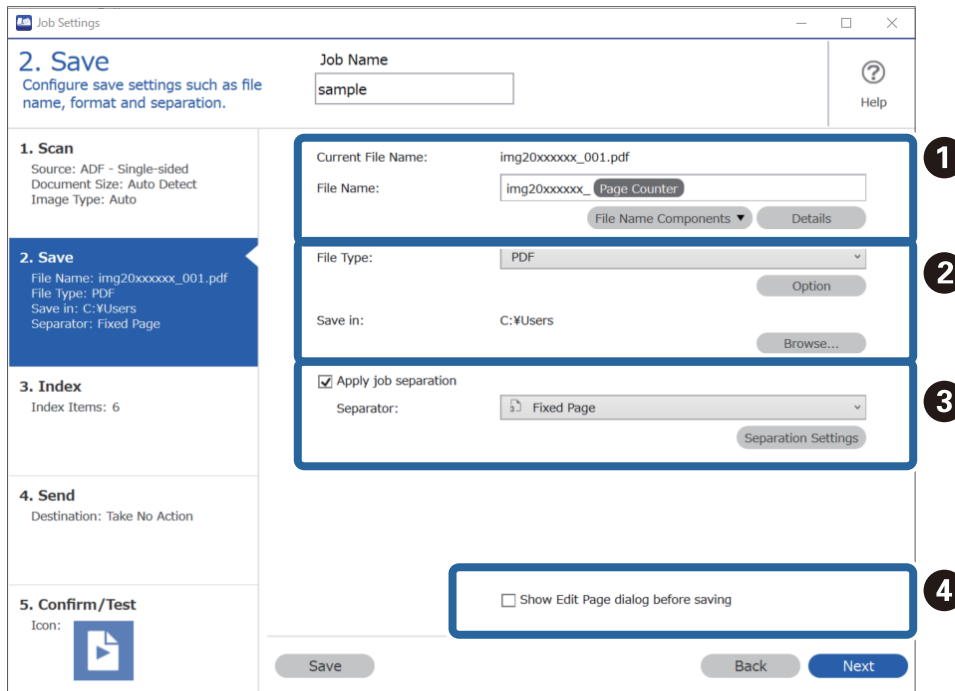 Job Settings
2. Save
Configure save settings such as file
name, format and separation.
Job Name
sample
Help
1. Scan
Source: ADF - Single-sided
Document Size: Auto Detect
Image Type: Auto
2. Save
File Name: img20xxxxxx_001.pdf
File Type: PDF
Save in: C:¥Users
Separator: Fixed Page
3. Index
Index Items: 6
4. Send
Destination: Take No Action
5. Confirm/Test
Icon:
Current File Name: img20xxxxxx_001.pdf
File Name: img20xxxxxx_ Page Counter
File Name Components ▼ Details
1
File Type: PDF
Option
Save in: C:¥Users
Browse...
2
Apply job separation
Separator: Fixed Page
Separation Settings
3
Show Edit Page dialog before saving
4
Save Back Next